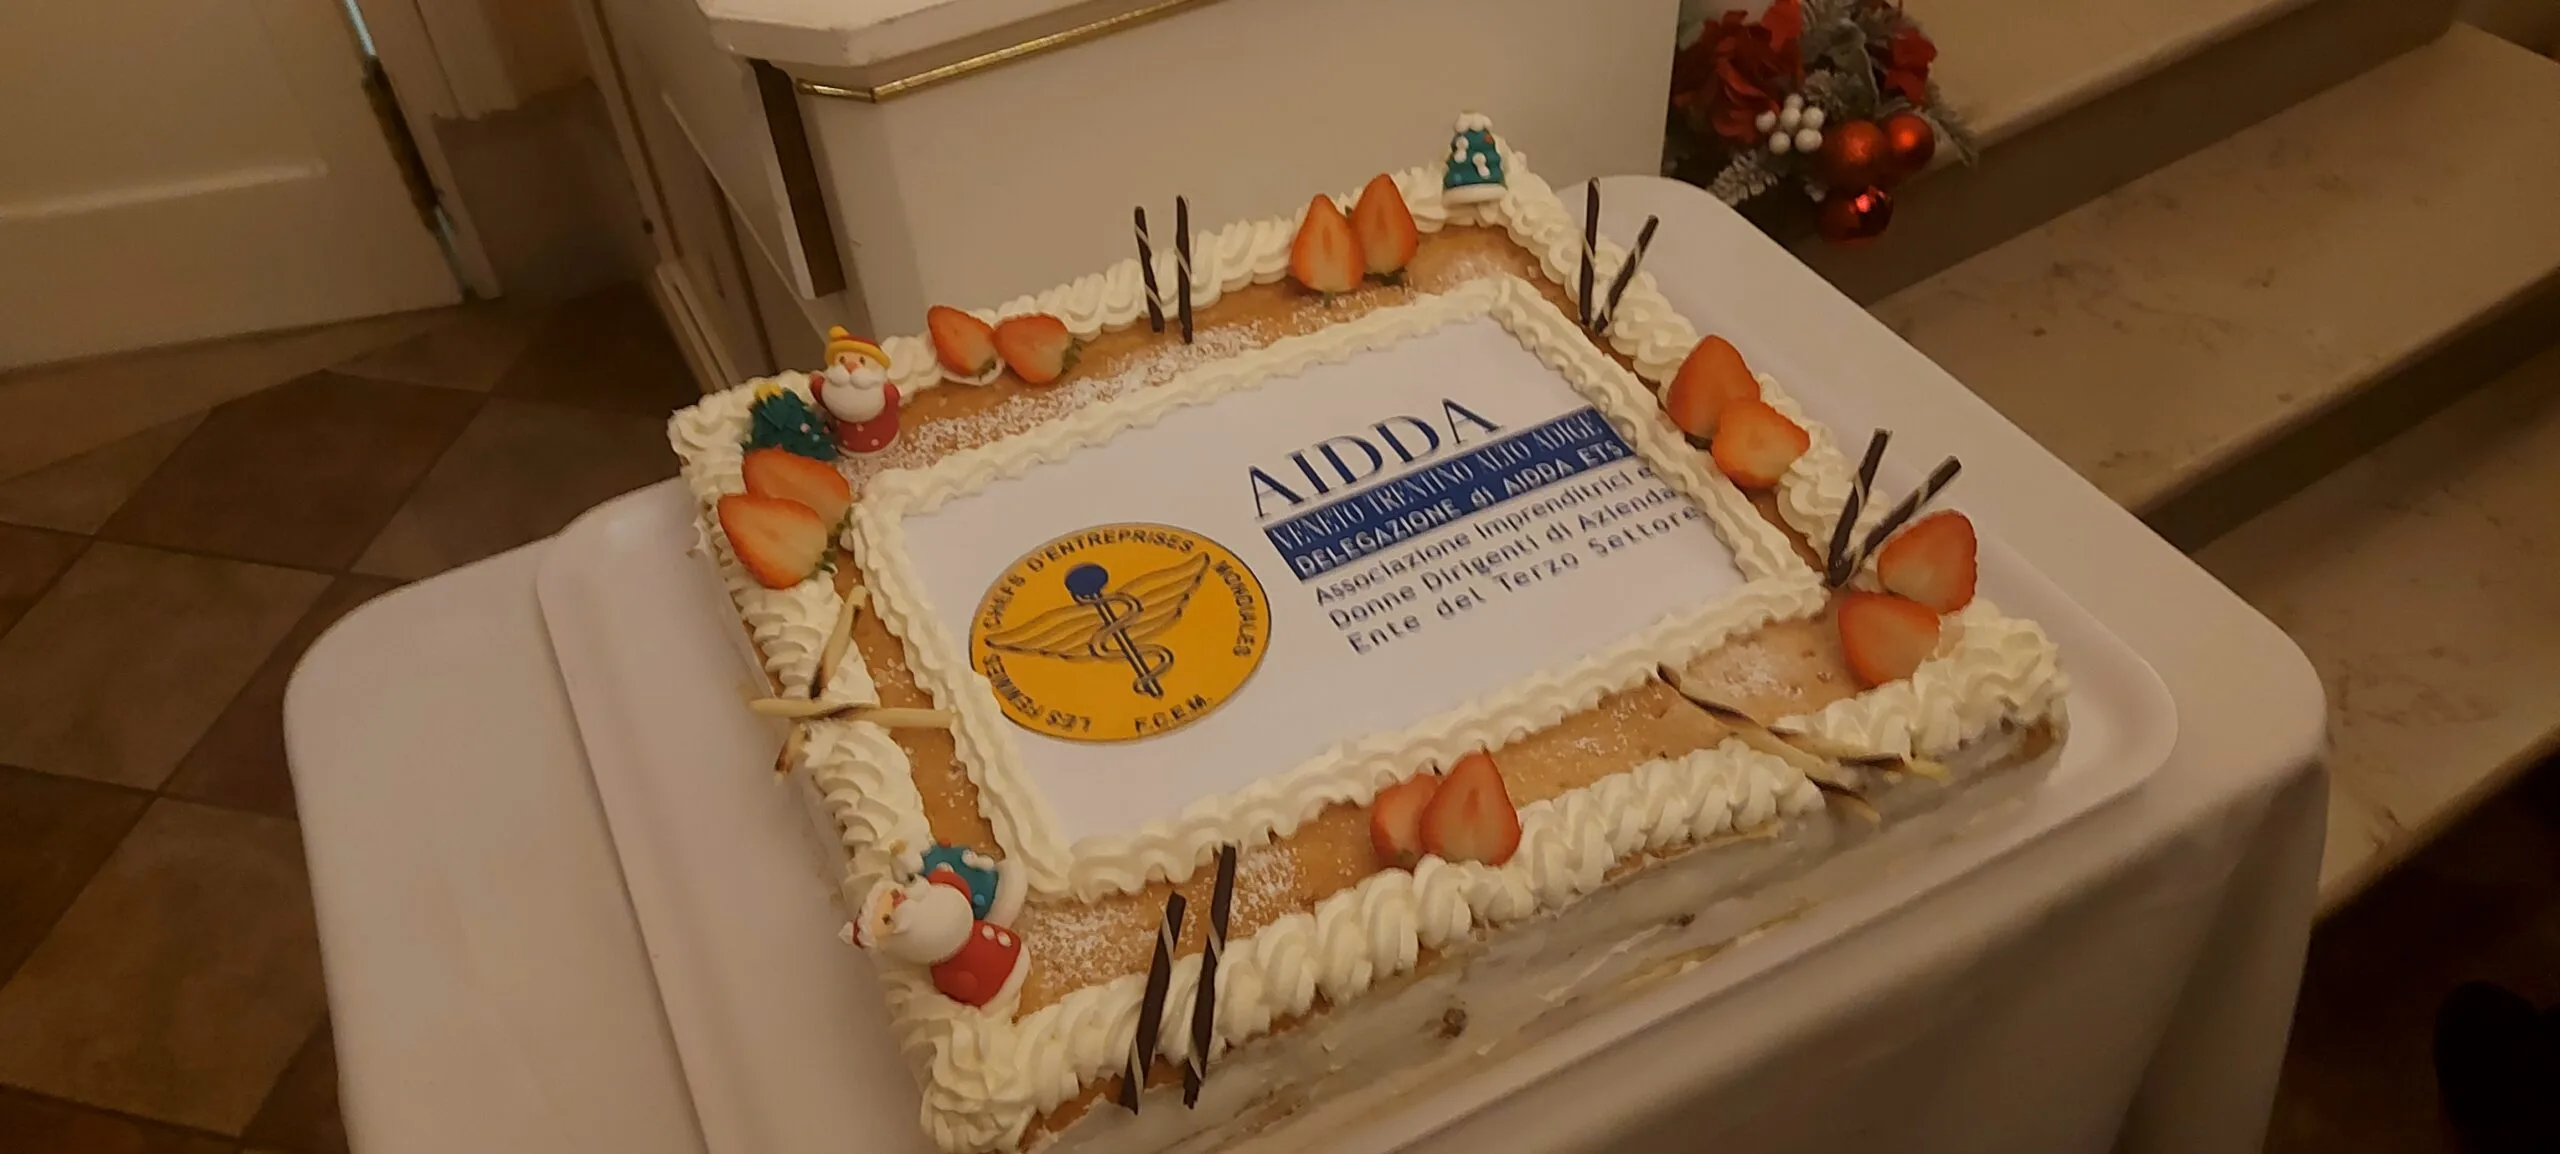 AIDDA
VENETO TRENTINO ALTO ADIGE
DELEGAZIONE di AIDDA ETS
Associazione Imprenditrici e
Donne Dirigenti di Azienda
Ente del Terzo Settore
LES FEMMES CHEFS D'ENTREPRISES MONDIALES
F.C.E.M.